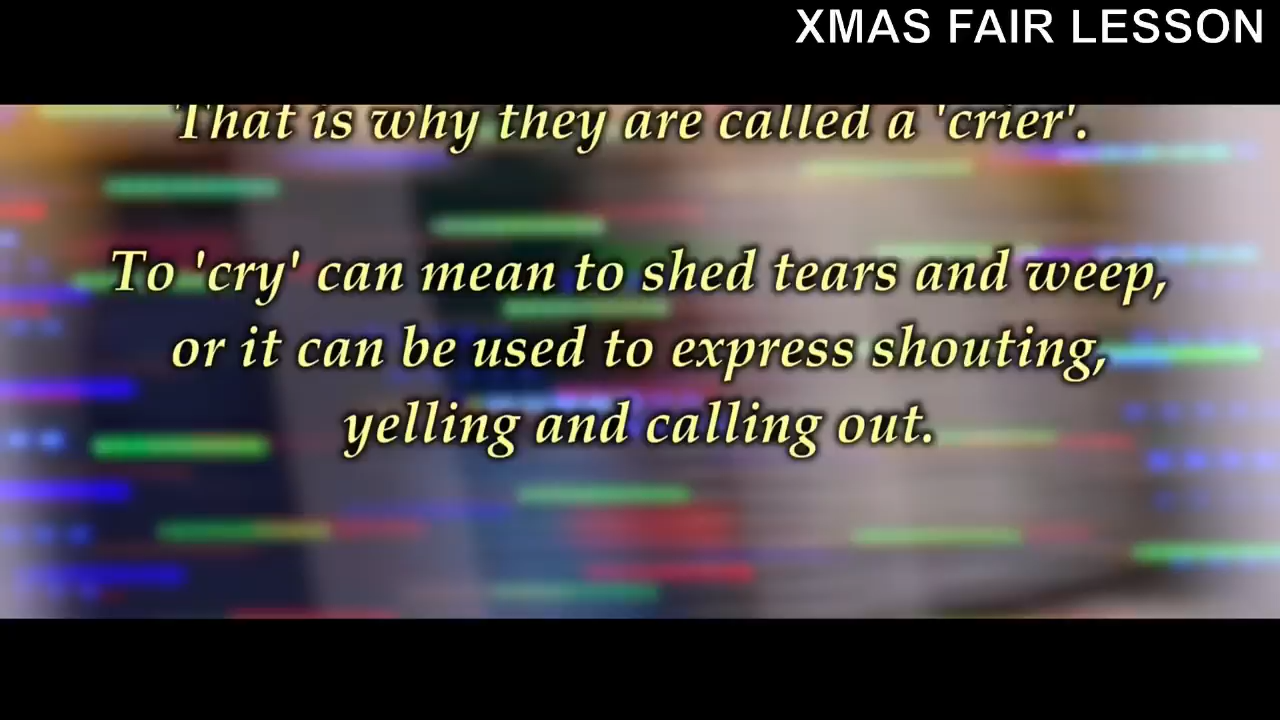 XMAS FAIR LESSON
That is why they are called a 'crier'.
To 'cry' can mean to shed tears and weep,
or it can be used to express shouting,
yelling and calling out.